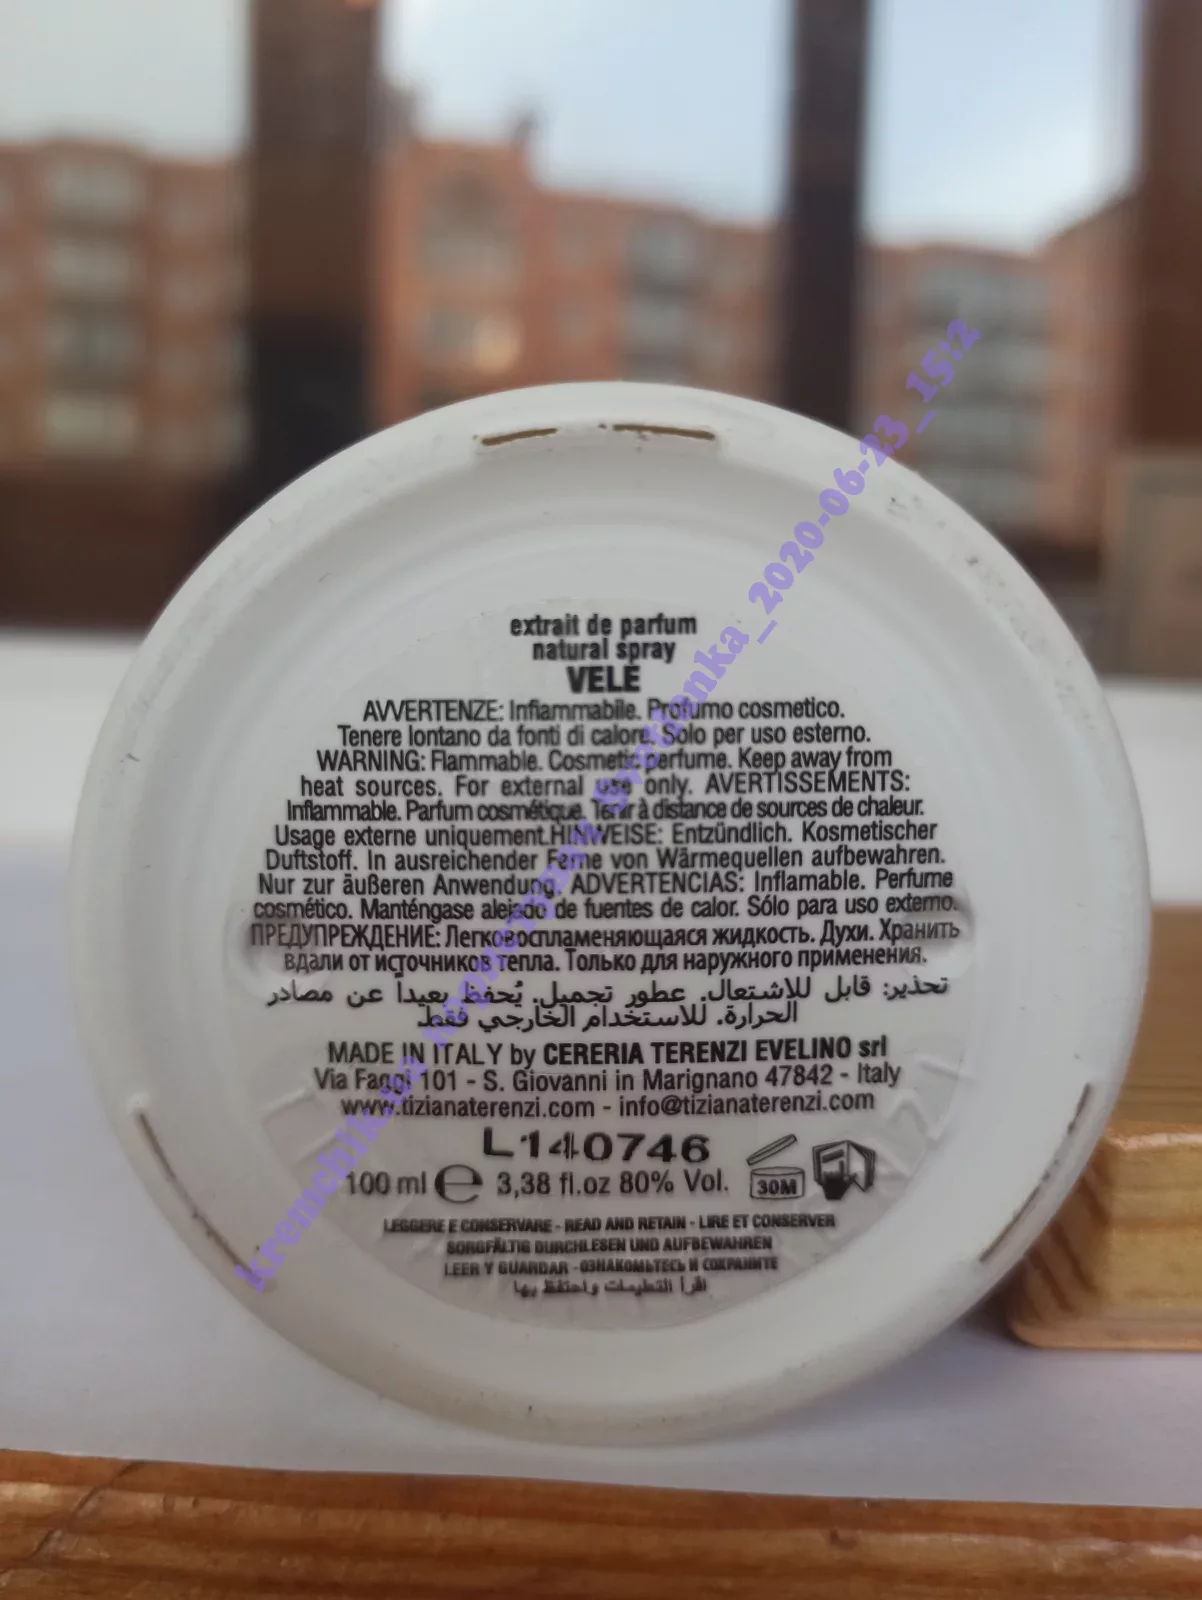 extrait de parfum
natural spray
VELE
AVVERTENZE: Infiammabile. Profumo cosmetico.
Tenere lontano da fonti di calore. Solo per uso esterno.
WARNING: Flammable. Cosmetic perfume. Keep away from
heat sources. For external use only. AVERTISSEMENTS:
Inflammable. Parfum cosmétique. Tenir à distance de sources de chaleur.
Usage externe uniquement.HINWEISE: Entzündlich. Kosmetischer
Duftstoff. In ausreichender Ferne von Wärmequellen aufbewahren.
Nur zur äußeren Anwendung. ADVERTENCIAS: Inflamable. Perfume
cosmético. Manténgase alejado de fuentes de calor. Sólo para uso externo.
ПРЕДУПРЕЖДЕНИЕ: Легковоспламеняющаяся жидкость. Духи. Хранить
вдали от источников тепла. Только для наружного применения.
تحذير: قابل للاشتعال. عطور تجميل. يُحفظ بعيداً عن مصادر
الحرارة. للاستخدام الخارجي فقط
MADE IN ITALY by CERERIA TERENZI EVELINO srl
Via Faggi 101 - S. Giovanni in Marignano 47842 - Italy
www.tizianaterenzi.com - info@tizianaterenzi.com
L140746
100 ml e 3,38 fl.oz 80% Vol. 30M
LEGGERE E CONSERVARE - READ AND RETAIN - LIRE ET CONSERVER
SORGFÄLTIG DURCHLESEN UND AUFBEWAHREN
LEER Y GUARDAR - ОЗНАКОМЬТЕСЬ И СОХРАНИТЕ
اقرأ التعليمات واحتفظ بها
Svetlenka_2020-06-23_15:2